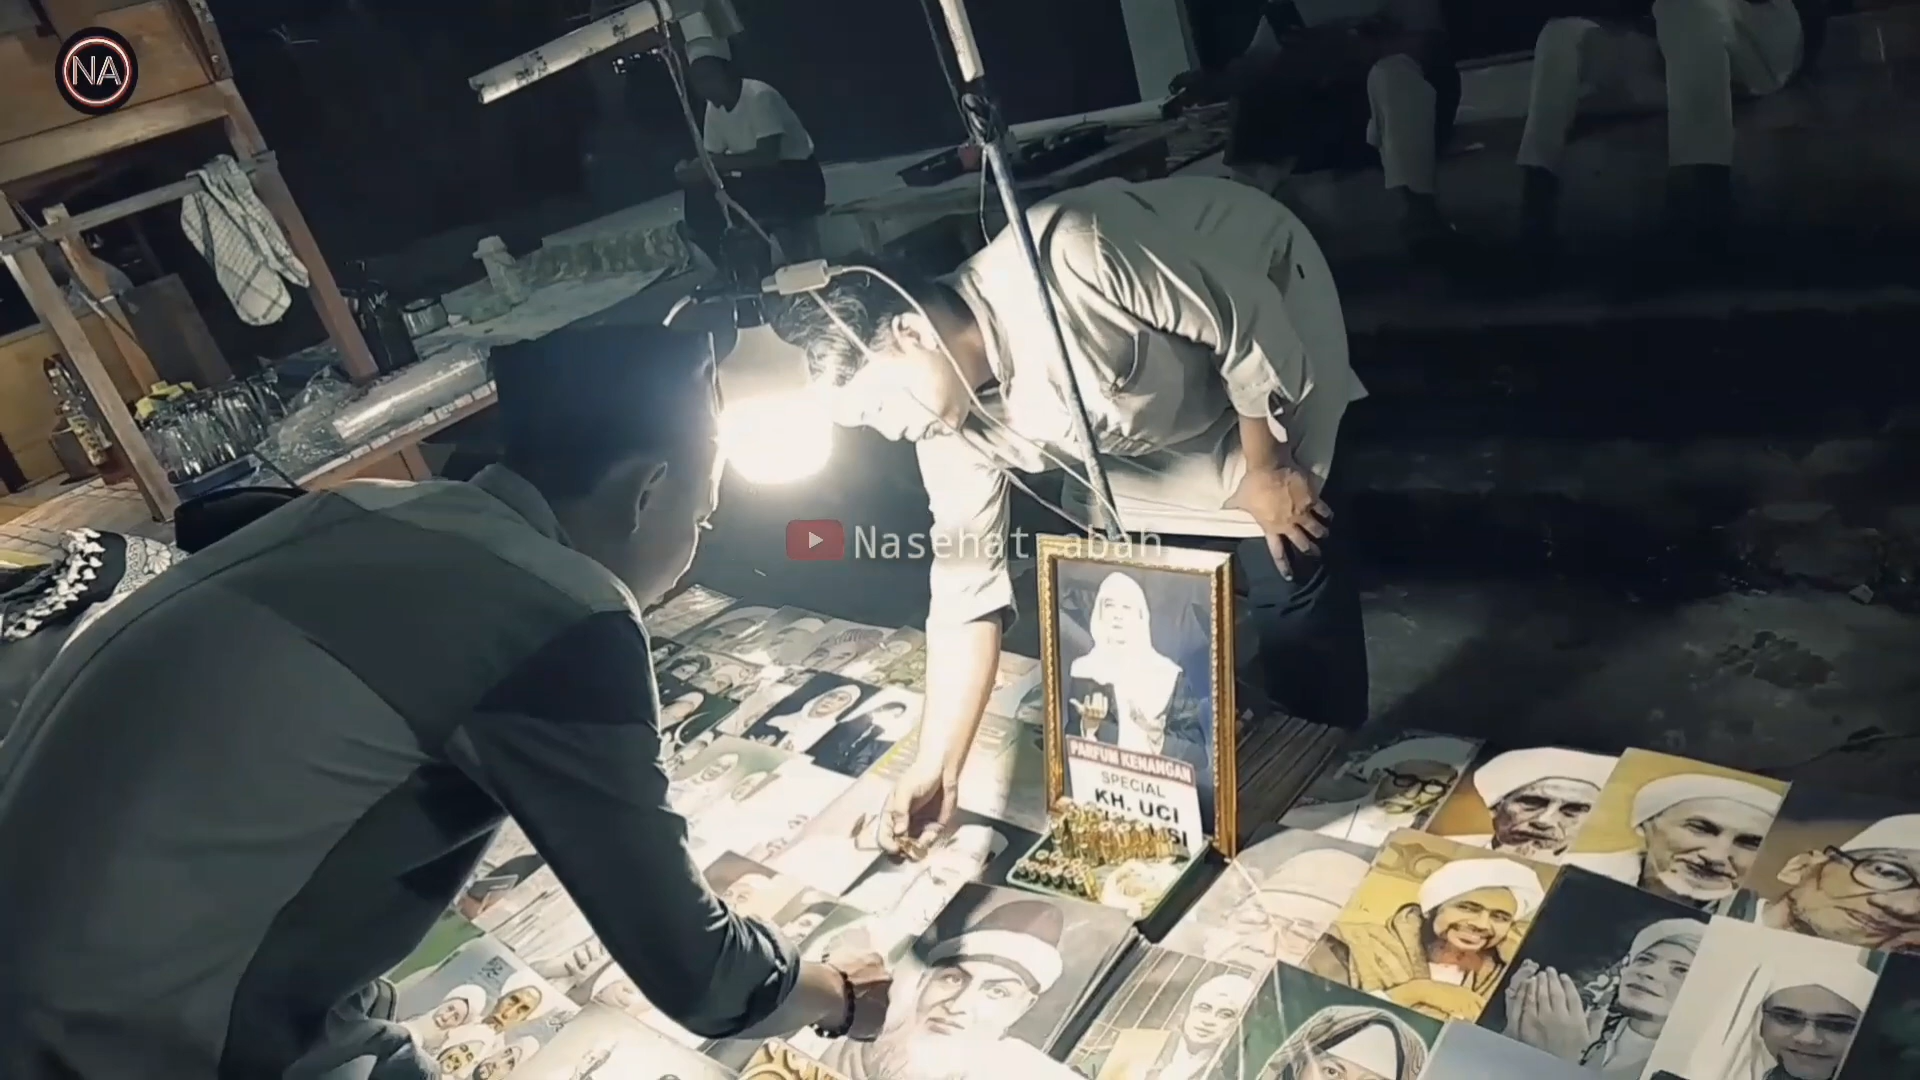 NA
Nasehat abah
PARFUM KENANGAN
SPECIAL
KH. UCI